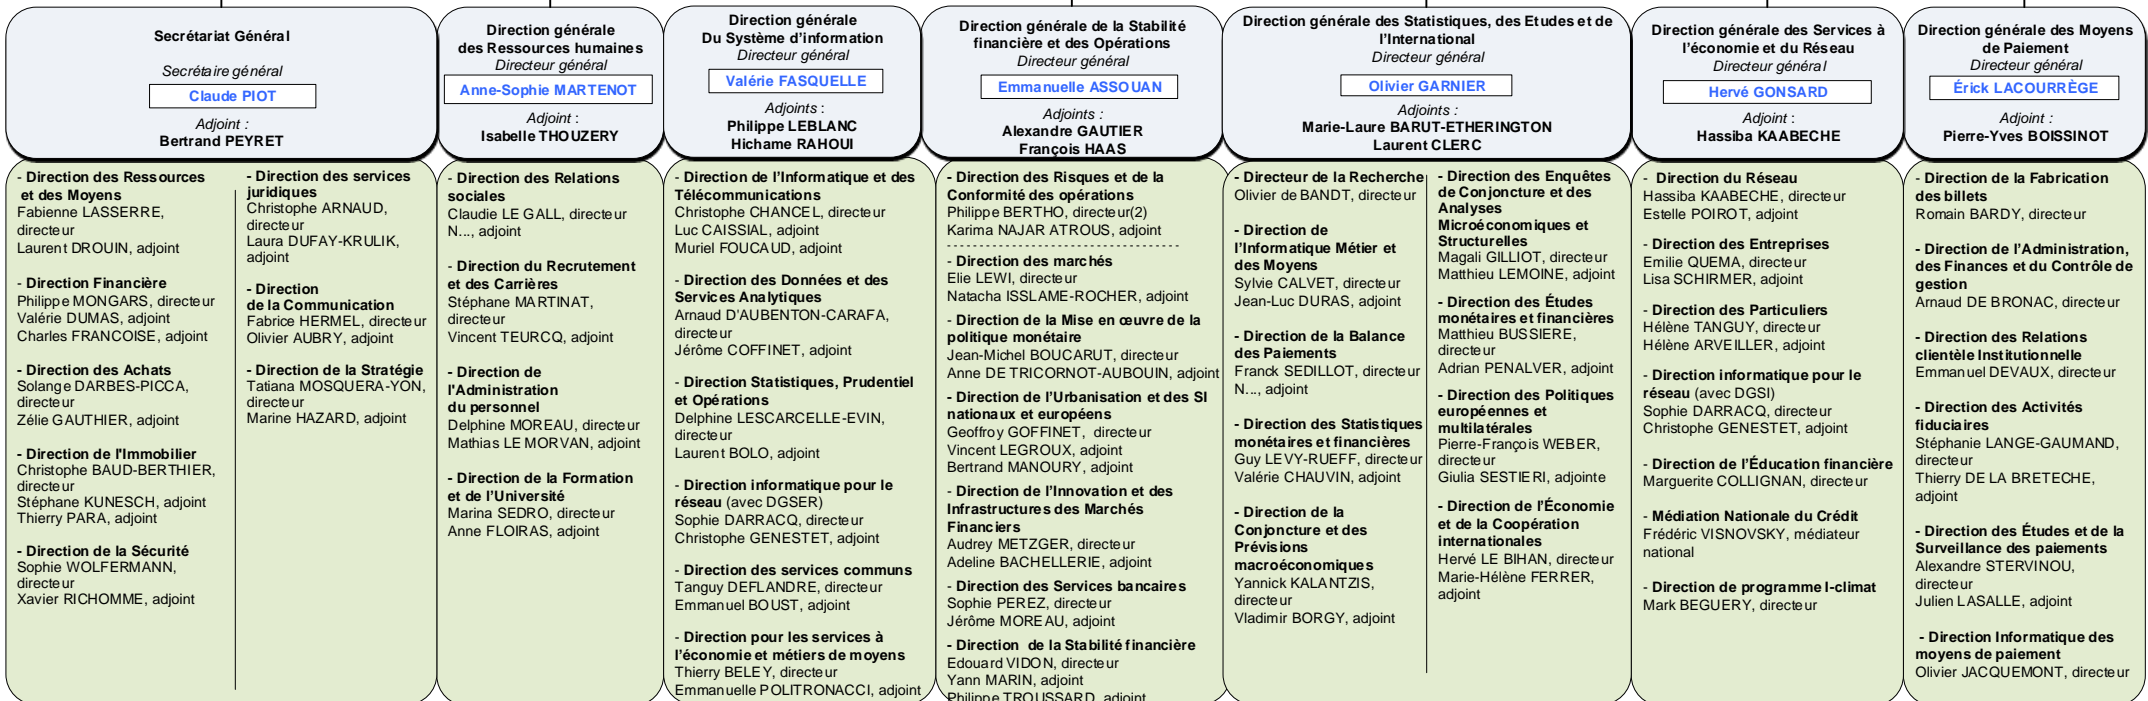 Secrétariat Général
Secrétaire général
Claude PIOT
Adjoint :
Bertrand PEYRET
- Direction des Ressources
et des Moyens
Fabienne LASSERRE,
directeur
Laurent DROUIN, adjoint
- Direction Financière
Philippe MONGARS, directeur
Valérie DUMAS, adjoint
Charles FRANCOISE, adjoint
- Direction des Achats
Solange DARBES-PICCA,
directeur
Zélie GAUTHIER, adjoint
- Direction de l'Immobilier
Christophe BAUD-BERTHIER,
directeur
Stéphane KUNESCH, adjoint
Thierry PARA, adjoint
- Direction de la Sécurité
Sophie WOLFERMANN,
directeur
Xavier RICHOMME, adjoint
- Direction des services
juridiques
Christophe ARNAUD,
directeur
Laura DUFAY-KRULIK,
adjoint
- Direction
de la Communication
Fabrice HERMEL, directeur
Olivier AUBRY, adjoint
- Direction de la Stratégie
Tatiana MOSQUERA-YON,
directeur
Marine HAZARD, adjoint
Direction générale
des Ressources humaines
Directeur général
Anne-Sophie MARTENOT
Adjoint :
Isabelle THOUZERY
- Direction des Relations
sociales
Claudie LE GALL, directeur
N..., adjoint
- Direction du Recrutement
et des Carrières
Stéphane MARTINAT,
directeur
Vincent TEURCQ, adjoint
- Direction de
l'Administration
du personnel
Delphine MOREAU, directeur
Mathias LE MORVAN, adjoint
- Direction de la Formation
et de l'Université
Marina SEDRO, directeur
Anne FLOIRAS, adjoint
Direction générale
Du Système d'information
Directeur général
Valérie FASQUELLE
Adjoints :
Philippe LEBLANC
Hichame RAHOUI
- Direction de l'Informatique et des
Télécommunications
Christophe CHANCEL, directeur
Luc CAISSIAL, adjoint
Muriel FOUCAUD, adjoint
- Direction des Données et des
Services Analytiques
Arnaud D'AUBENTON-CARAFA,
directeur
Jérôme COFFINET, adjoint
- Direction Statistiques, Prudentiel
et Opérations
Delphine LESCARCELLE-EVIN,
directeur
Laurent BOLO, adjoint
- Direction informatique pour le
réseau (avec DGSER)
Sophie DARRACQ, directeur
Christophe GENESTET, adjoint
- Direction des services communs
Tanguy DEFLANDRE, directeur
Emmanuel BOUST, adjoint
- Direction pour les services à
l'économie et métiers de moyens
Thierry BELEY, directeur
Emmanuelle POLITRONACCI, adjoint
Direction générale de la Stabilité
financière et des Opérations
Directeur général
Emmanuelle ASSOUAN
Adjoints :
Alexandre GAUTIER
François HAAS
- Direction des Risques et de la
Conformité des opérations
Philippe BERTHO, directeur(2)
Karima NAJAR ATROUS, adjoint
- Direction des marchés
Elie LEWI, directeur
Natacha ISSLAME-ROCHER, adjoint
- Direction de la Mise en œuvre de la
politique monétaire
Jean-Michel BOUCARUT, directeur
Anne DE TRICORNOT-AUBOUIN, adjoint
- Direction de l'Urbanisation et des SI
nationaux et européens
Geoffroy GOFFINET, directeur
Vincent LEGROUX, adjoint
Bertrand MANOURY, adjoint
- Direction de l'Innovation et des
Infrastructures des Marchés
Financiers
Audrey METZGER, directeur
Adeline BACHELLERIE, adjoint
- Direction des Services bancaires
Sophie PEREZ, directeur
Jérôme MOREAU, adjoint
- Direction de la Stabilité financière
Edouard VIDON, directeur
Yann MARIN, adjoint
Philippe TROUSSARD, adjoint
Direction générale des Statistiques, des Etudes et de
l'International
Directeur général
Olivier GARNIER
Adjoints :
Marie-Laure BARUT-ETHERINGTON
Laurent CLERC
- Directeur de la Recherche
Olivier de BANDT, directeur
- Direction de
l'Informatique Métier et
des Moyens
Sylvie CALVET, directeur
Jean-Luc DURAS, adjoint
- Direction de la Balance
des Paiements
Franck SEDILLOT, directeur
N..., adjoint
- Direction des Statistiques
monétaires et financières
Guy LEVY-RUEFF, directeur
Valérie CHAUVIN, adjoint
- Direction de la
Conjoncture et des
Prévisions
macroéconomiques
Yannick KALANTZIS,
directeur
Vladimir BORGY, adjoint
- Direction des Enquêtes
de Conjoncture et des
Analyses
Microéconomiques et
Structurelles
Magali GILLIOT, directeur
Matthieu LEMOINE, adjoint
- Direction des Études
monétaires et financières
Matthieu BUSSIERE,
directeur
Adrian PENALVER, adjoint
- Direction des Politiques
européennes et
multilatérales
Pierre-François WEBER,
directeur
Giulia SESTIERI, adjointe
- Direction de l'Économie
et de la Coopération
internationales
Hervé LE BIHAN, directeur
Marie-Hélène FERRER,
adjoint
Direction générale des Services à
l'économie et du Réseau
Directeur général
Hervé GONSARD
Adjoint :
Hassiba KAABECHE
- Direction du Réseau
Hassiba KAABECHE, directeur
Estelle POIROT, adjoint
- Direction des Entreprises
Emilie QUEMA, directeur
Lisa SCHIRMER, adjoint
- Direction des Particuliers
Hélène TANGUY, directeur
Hélène ARVEILLER, adjoint
- Direction informatique pour le
réseau (avec DGSI)
Sophie DARRACQ, directeur
Christophe GENESTET, adjoint
- Direction de l'Éducation financière
Marguerite COLLIGNAN, directeur
- Médiation Nationale du Crédit
Frédéric VISNOVSKY, médiateur
national
- Direction de programme I-climat
Mark BEGUERY, directeur
Direction générale des Moyens
de Paiement
Directeur général
Érick LACOURRÈGE
Adjoint :
Pierre-Yves BOISSINOT
- Direction de la Fabrication
des billets
Romain BARDY, directeur
- Direction de l'Administration,
des Finances et du Contrôle de
gestion
Arnaud DE BRONAC, directeur
- Direction des Relations
clientèle Institutionnelle
Emmanuel DEVAUX, directeur
- Direction des Activités
fiduciaires
Stéphanie LANGE-GAUMAND,
directeur
Thierry DE LA BRETECHE,
adjoint
- Direction des Études et de la
Surveillance des paiements
Alexandre STERVINOU,
directeur
Julien LASALLE, adjoint
- Direction Informatique des
moyens de paiement
Olivier JACQUEMONT, directeur